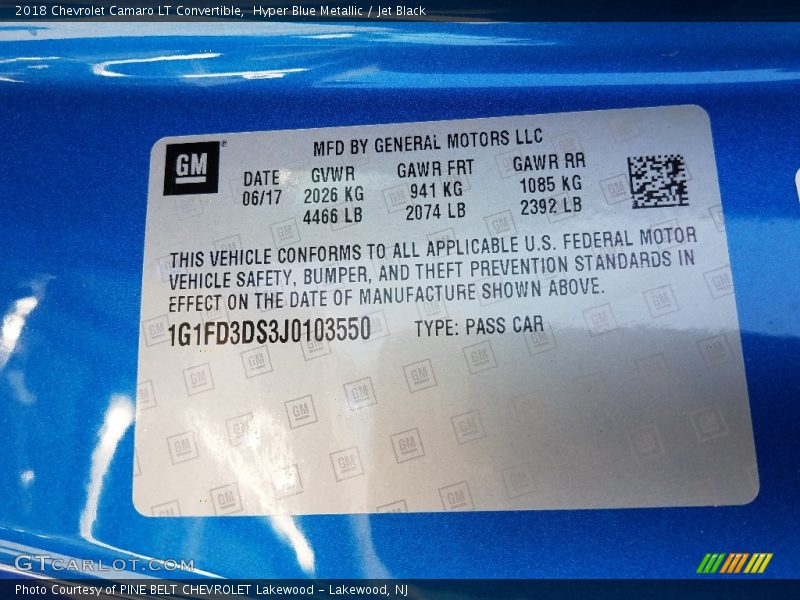 2018 Chevrolet Camaro LT Convertible,  Hyper Blue Metallic / Jet Black
GM®
MFD BY GENERAL MOTORS LLC
DATE GVWR GAWR FRT GAWR RR
06/17 2026 KG 941 KG 1085 KG
4466 LB 2074 LB 2392 LB
THIS VEHICLE CONFORMS TO ALL APPLICABLE U.S. FEDERAL MOTOR
VEHICLE SAFETY, BUMPER, AND THEFT PREVENTION STANDARDS IN
EFFECT ON THE DATE OF MANUFACTURE SHOWN ABOVE.
1G1FD3DS3J0103550 TYPE: PASS CAR
GTCARLOT.COM
Photo Courtesy of PINE BELT CHEVROLET Lakewood - Lakewood, NJ